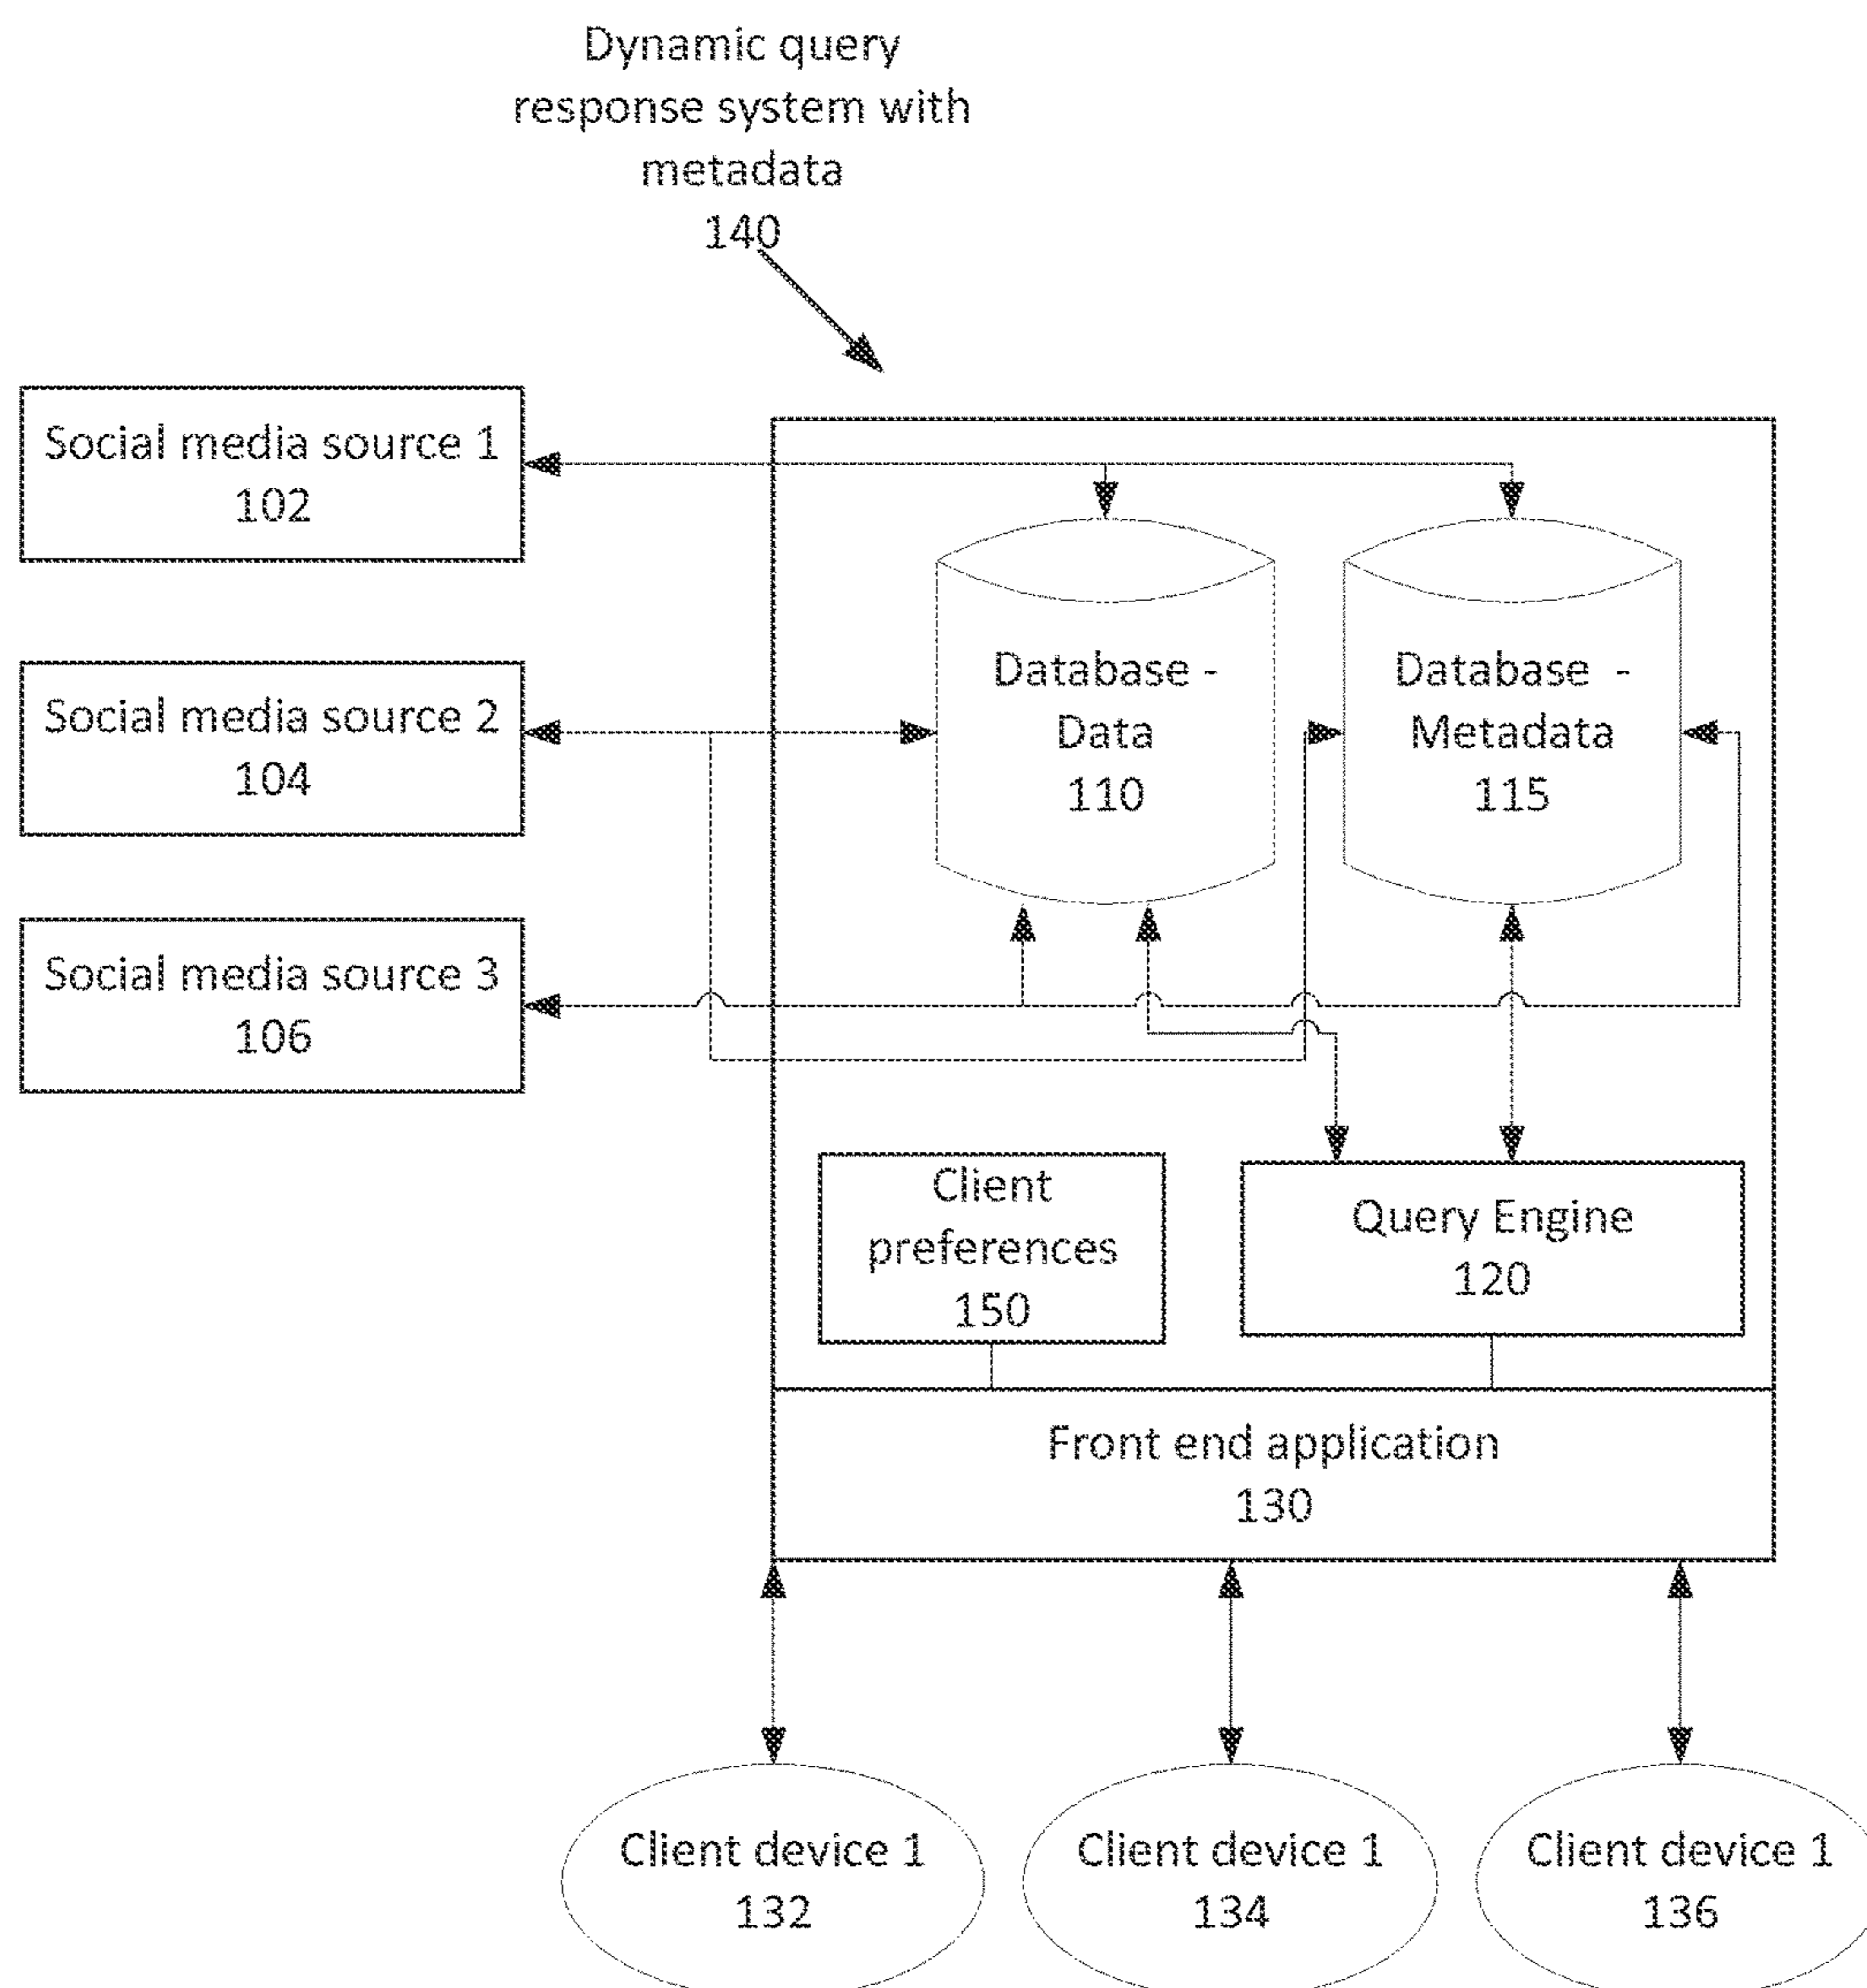 Dynamic query
response system with
metadata
140
Social media source 1
102
Social media source 2
104
Social media source 3
106
Database -
Data
110
Database -
Metadata
115
Client
preferences
150
Query Engine
120
Front end application
130
Client device 1
132
Client device 1
134
Client device 1
136